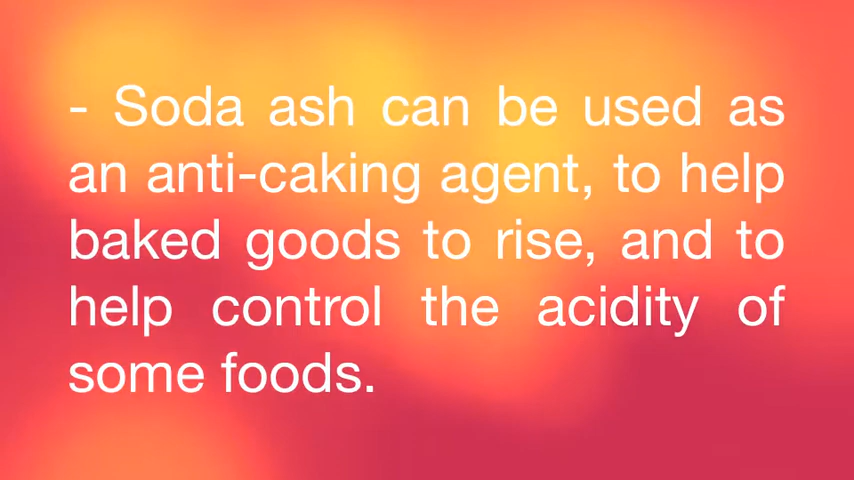 - Soda ash can be used as
an anti-caking agent, to help
baked goods to rise, and to
help control the acidity of
some foods.